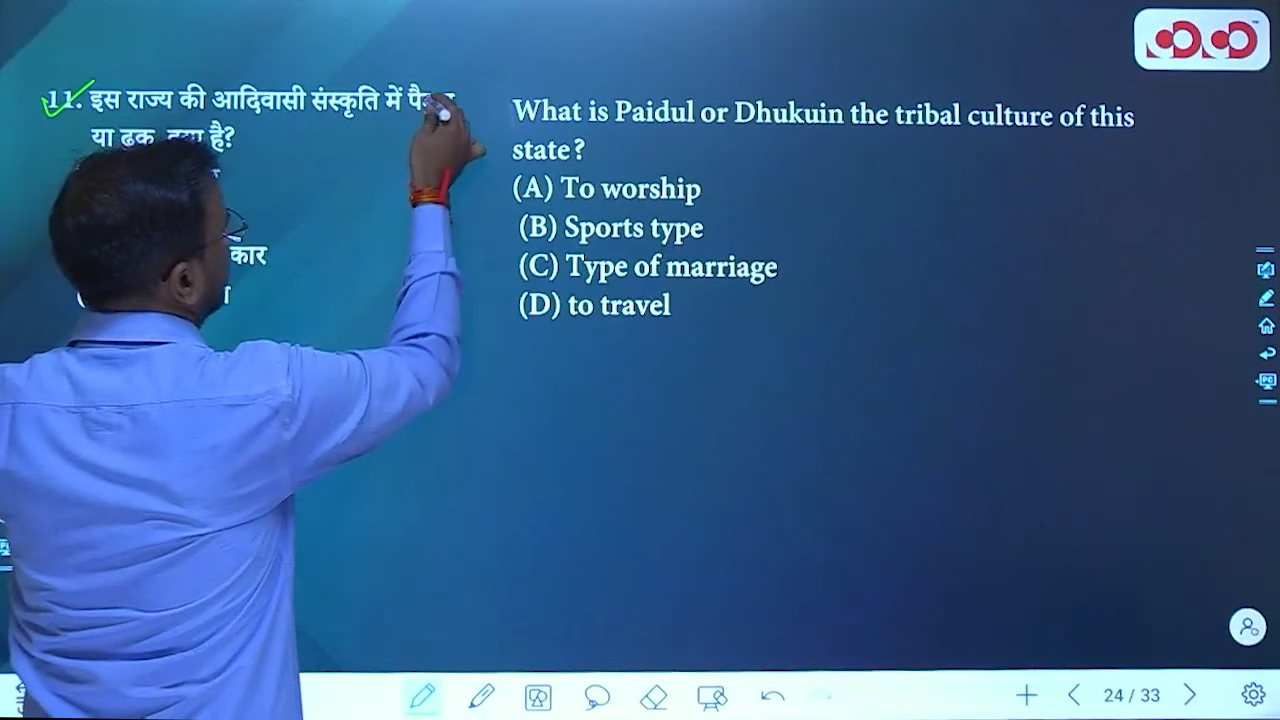 11. इस राज्य की आदिवासी संस्कृति में
या है?
कार
What is Paidul or Dhukuin the tribal culture of this
state?
(A) To worship
(B) Sports type
(C) Type of marriage
(D) to travel
24 / 33